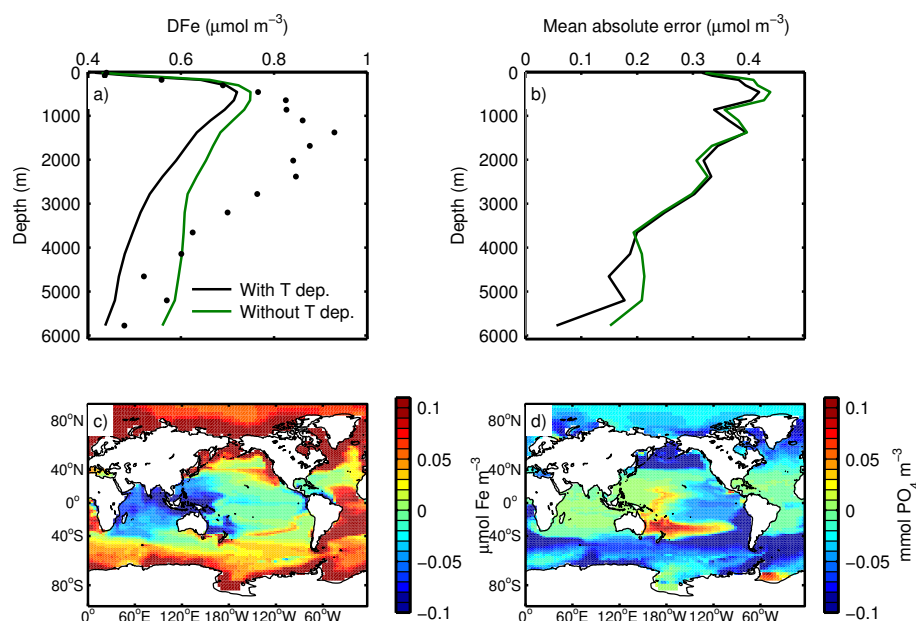 DFe (μmol m⁻³)
0.4 0.6 0.8 1
0
1000
2000
3000
4000
5000
6000
Depth (m)
a)
With T dep.
Without T dep.
Mean absolute error (μmol m⁻³)
0 0.1 0.2 0.3 0.4
0
1000
2000
3000
4000
5000
6000
Depth (m)
b)
c)
80°N
40°N
0°
40°S
80°S
0° 60°E 120°E 180°W 120°W 60°W
0.1
0.05
0
−0.05
−0.1
μmol Fe m⁻³
d)
80°N
40°N
0°
40°S
80°S
0° 60°E 120°E 180°W 120°W 60°W
0.1
0.05
0
−0.05
−0.1
mmol PO₄ m⁻³